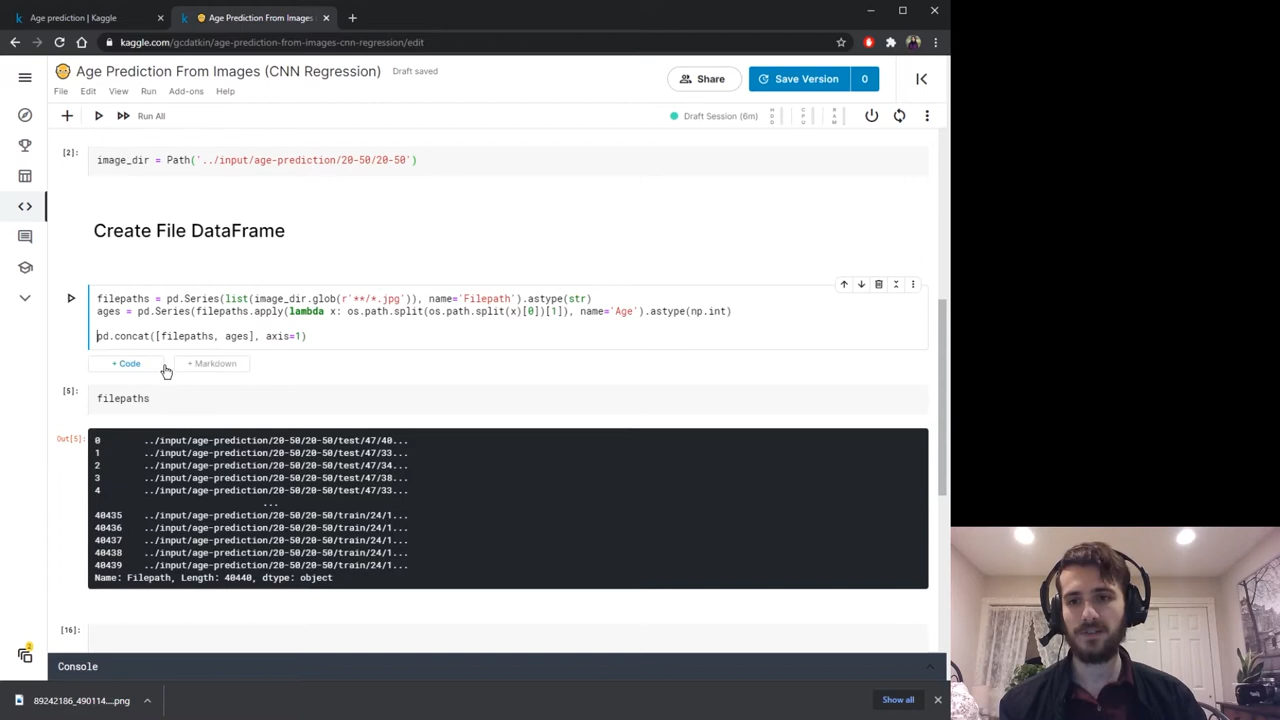 Age prediction | Kaggle
Age Prediction From Images
kaggle.com/gcdatkin/age-prediction-from-images-cnn-regression/edit
Age Prediction From Images (CNN Regression)
Draft saved
Share
Save Version
0
File Edit View Run Add-ons Help
Run All
Draft Session (6m)
HDD
CPU
RAM
[2]:
image_dir = Path('../input/age-prediction/20-50/20-50')
Create File DataFrame
filepaths = pd.Series(list(image_dir.glob(r'**/*.jpg')), name='Filepath').astype(str)
ages = pd.Series(filepaths.apply(lambda x: os.path.split(os.path.split(x)[0])[1]), name='Age').astype(np.int)
pd.concat([filepaths, ages], axis=1)
+ Code
+ Markdown
[5]:
filepaths
Out[5]
0 ../input/age-prediction/20-50/20-50/test/47/40...
1 ../input/age-prediction/20-50/20-50/test/47/33...
2 ../input/age-prediction/20-50/20-50/test/47/34...
3 ../input/age-prediction/20-50/20-50/test/47/38...
4 ../input/age-prediction/20-50/20-50/test/47/33...
...
40435 ../input/age-prediction/20-50/20-50/train/24/1...
40436 ../input/age-prediction/20-50/20-50/train/24/1...
40437 ../input/age-prediction/20-50/20-50/train/24/1...
40438 ../input/age-prediction/20-50/20-50/train/24/1...
40439 ../input/age-prediction/20-50/20-50/train/24/1...
Name: Filepath, Length: 40440, dtype: object
[16]:
Console
89242186_490114....png
Show all